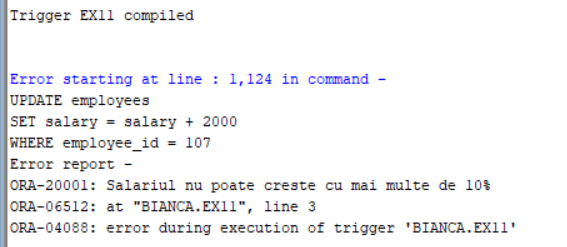 Trigger EX11 compiled
Error starting at line : 1,124 in command -
UPDATE employees
SET salary = salary + 2000
WHERE employee_id = 107
Error report -
ORA-20001: Salariul nu poate creste cu mai multe de 10%
ORA-06512: at "BIANCA.EX11", line 3
ORA-04088: error during execution of trigger 'BIANCA.EX11'